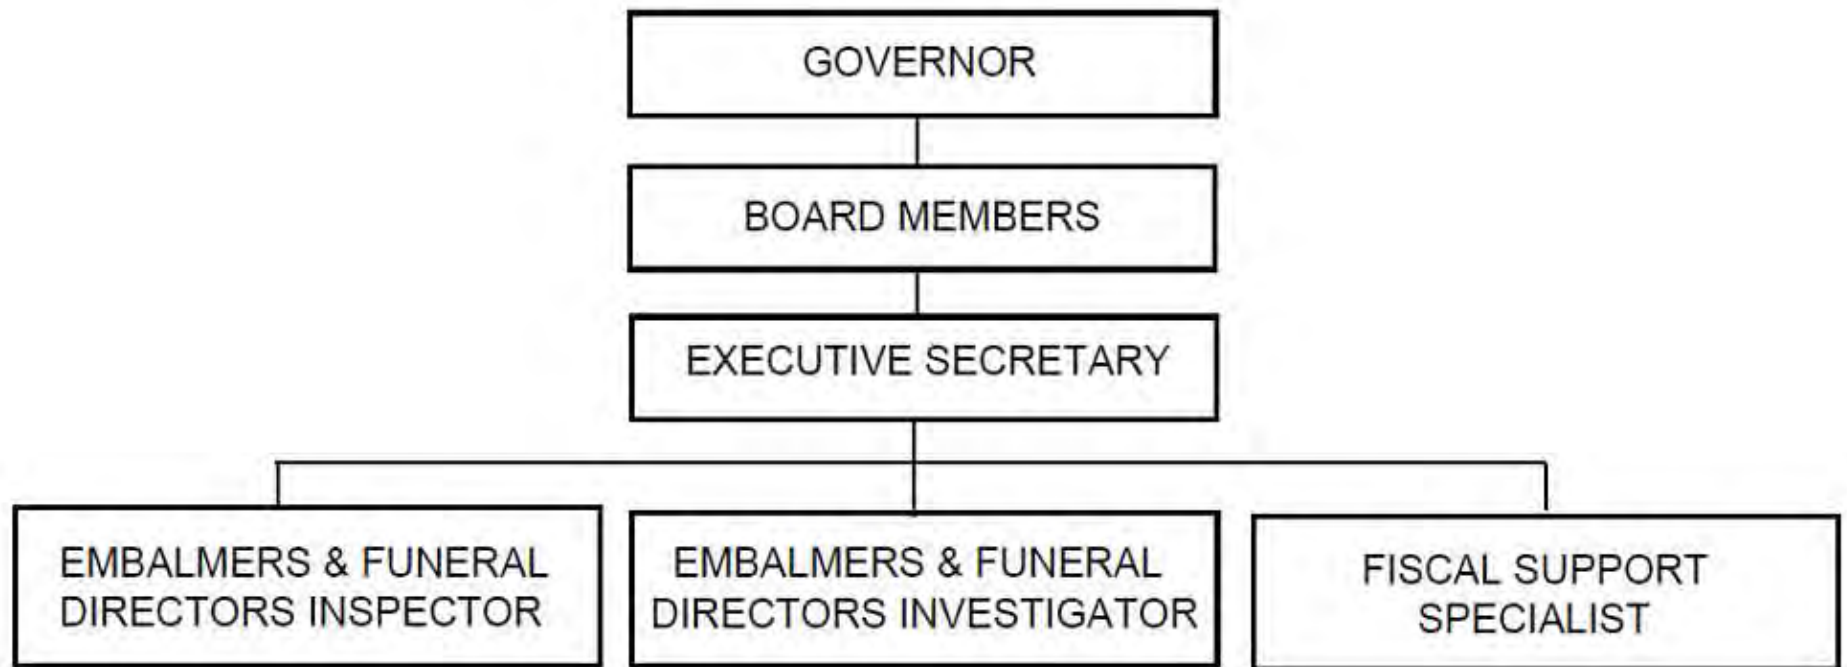 GOVERNOR
BOARD MEMBERS
EXECUTIVE SECRETARY
EMBALMERS & FUNERAL
DIRECTORS INSPECTOR
EMBALMERS & FUNERAL
DIRECTORS INVESTIGATOR
FISCAL SUPPORT
SPECIALIST